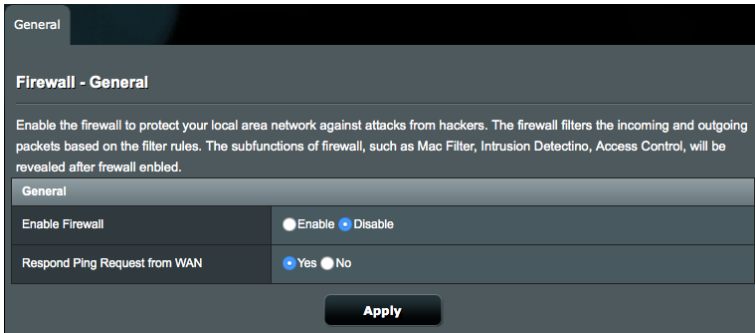 General
Firewall - General
Enable the firewall to protect your local area network against attacks from hackers. The firewall filters the incoming and outgoing
packets based on the filter rules. The subfunctions of firewall, such as Mac Filter, Intrusion Detectino, Access Control, will be
revealed after frewall enbled.
General
Enable Firewall Enable Disable
Respond Ping Request from WAN Yes No
Apply